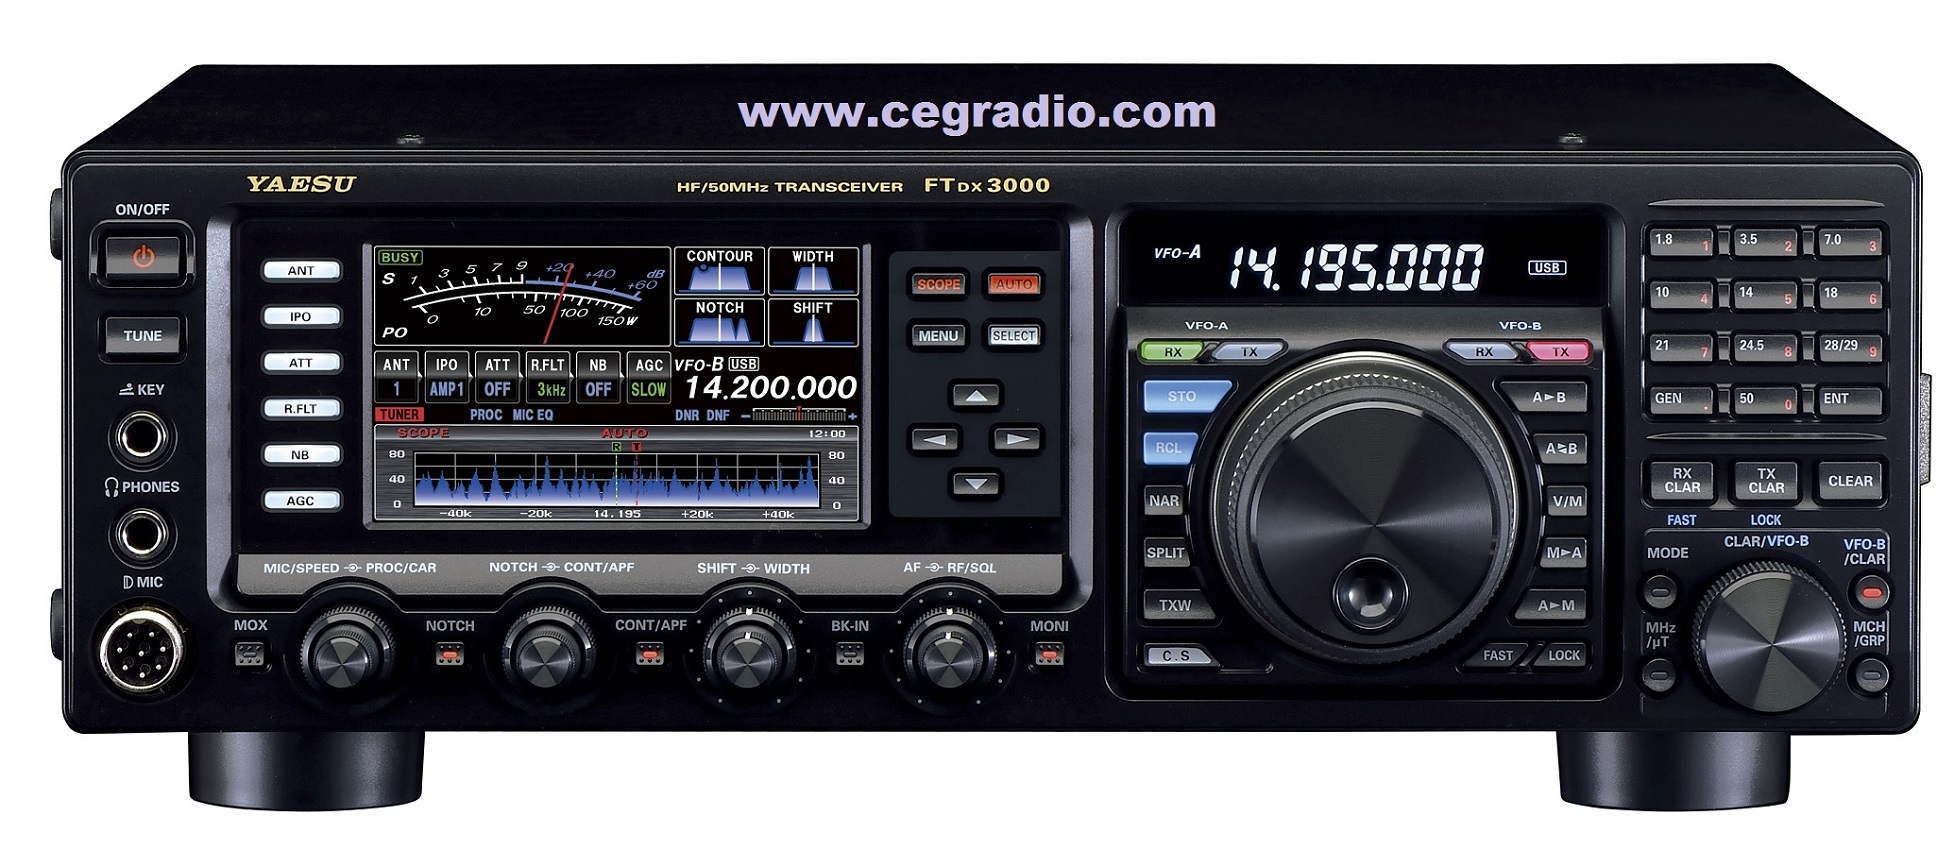 www.cegradio.com
YAESU
HF/50MHz TRANSCEIVER FTDX3000
ON/OFF
TUNE
KEY
PHONES
MIC
ANT
IPO
ATT
R.FLT
NB
AGC
BUSY
S 1 3 5 7 9 +20 +40 +60 dB
PO 0 10 50 100 150 W
CONTOUR WIDTH
NOTCH SHIFT
ANT IPO ATT R.FLT NB AGC
1 AMP1 OFF 3kHz OFF SLOW
VFO-B USB
14.200.000
TUNER PROC MIC EQ DNR DNF - +
SCOPE AUTO 12:00
R T
80 80
40 40
0 0
-40k -20k 14.195 +20k +40k
SCOPE AUTO
MENU SELECT
MIC/SPEED PROC/CAR NOTCH CONT/APF SHIFT WIDTH AF RF/SQL
MOX NOTCH CONT/APF BK-IN MONI
VFO-A 14.195.000 USB
VFO-A VFO-B
RX TX RX TX
STO
RCL
NAR
SPLIT
TXW
C.S
A►B
A◄►B
V/M
M►A
A►M
FAST LOCK
1.8 1 3.5 2 7.0 3
10 4 14 5 18 6
21 7 24.5 8 28/29 9
GEN . 50 0 ENT
RX CLAR
TX CLAR
CLEAR
FAST LOCK
CLAR/VFO-B
MODE
VFO-B
/CLAR
MHz
/µT
MCH
/GRP